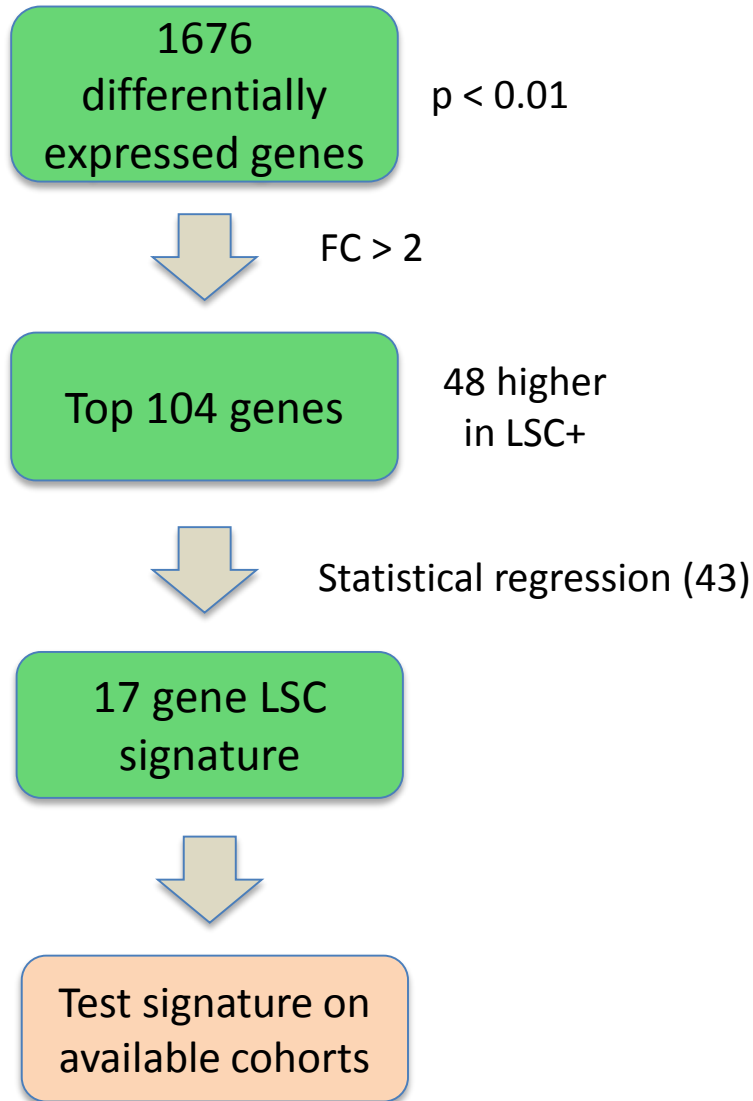 1676
differentially
expressed genes
p < 0.01
FC > 2
Top 104 genes
48 higher
in LSC+
Statistical regression (43)
17 gene LSC
signature
Test signature on
available cohorts